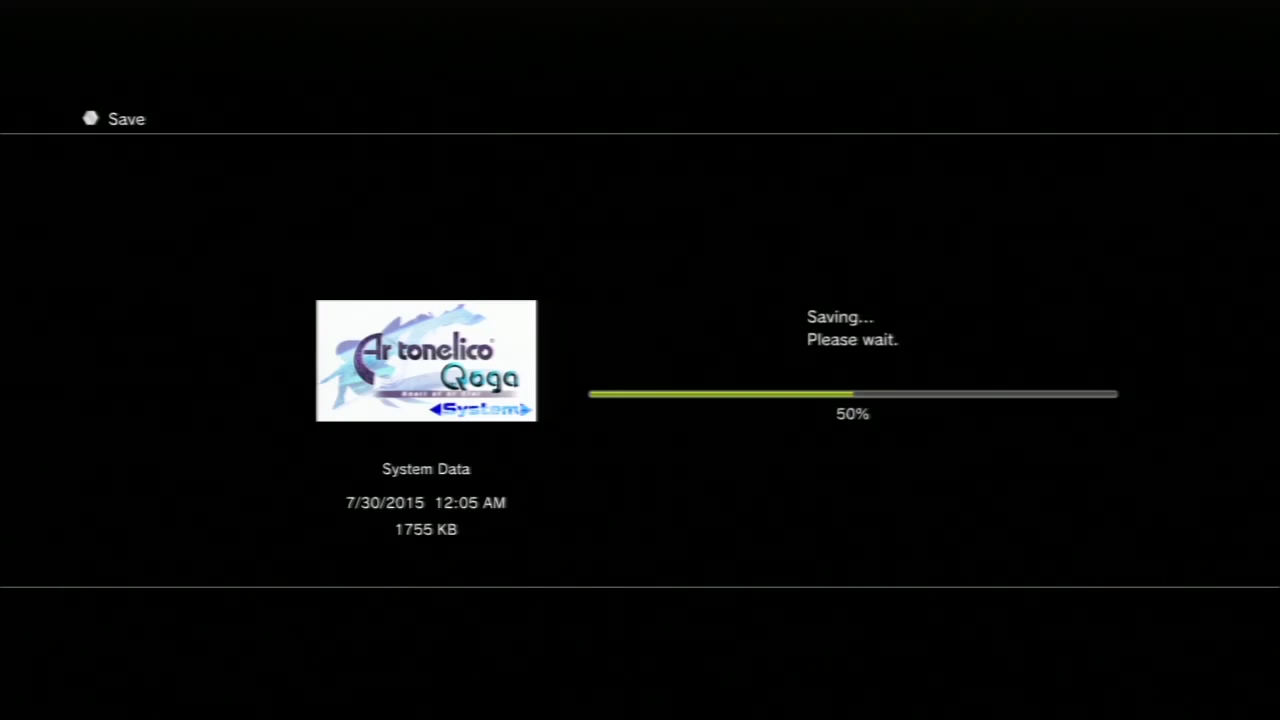 Save
Ar tonelico
Qoga
System
Saving...
Please wait.
50%
System Data
7/30/2015 12:05 AM
1755 KB